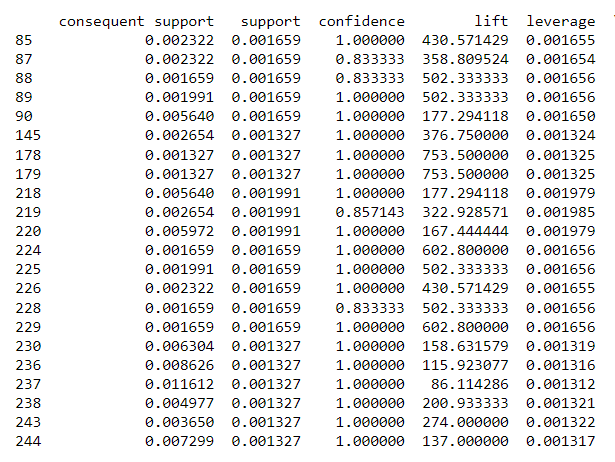 consequent support support confidence lift leverage
85 0.002322 0.001659 1.000000 430.571429 0.001655
87 0.002322 0.001659 0.833333 358.809524 0.001654
88 0.001659 0.001659 0.833333 502.333333 0.001656
89 0.001991 0.001659 1.000000 502.333333 0.001656
90 0.005640 0.001659 1.000000 177.294118 0.001650
145 0.002654 0.001327 1.000000 376.750000 0.001324
178 0.001327 0.001327 1.000000 753.500000 0.001325
179 0.001327 0.001327 1.000000 753.500000 0.001325
218 0.005640 0.001991 1.000000 177.294118 0.001979
219 0.002654 0.001991 0.857143 322.928571 0.001985
220 0.005972 0.001991 1.000000 167.444444 0.001979
224 0.001659 0.001659 1.000000 602.800000 0.001656
225 0.001991 0.001659 1.000000 502.333333 0.001656
226 0.002322 0.001659 1.000000 430.571429 0.001655
228 0.001659 0.001659 0.833333 502.333333 0.001656
229 0.001659 0.001659 1.000000 602.800000 0.001656
230 0.006304 0.001327 1.000000 158.631579 0.001319
236 0.008626 0.001327 1.000000 115.923077 0.001316
237 0.011612 0.001327 1.000000 86.114286 0.001312
238 0.004977 0.001327 1.000000 200.933333 0.001321
243 0.003650 0.001327 1.000000 274.000000 0.001322
244 0.007299 0.001327 1.000000 137.000000 0.001317